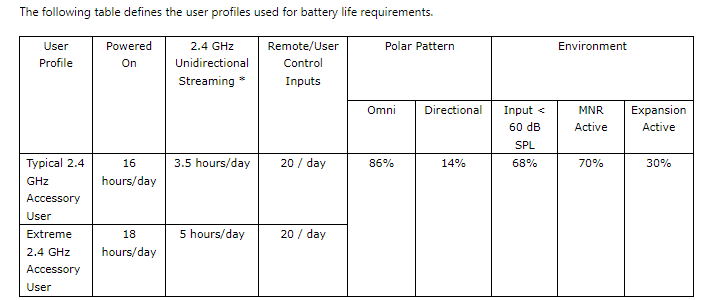 The following table defines the user profiles used for battery life requirements.
User Profile
Powered On
2.4 GHz Unidirectional Streaming *
Remote/User Control Inputs
Polar Pattern
Environment
Omni
Directional
Input < 60 dB SPL
MNR Active
Expansion Active
Typical 2.4 GHz Accessory User
16 hours/day
3.5 hours/day
20 / day
86%
14%
68%
70%
30%
Extreme 2.4 GHz Accessory User
18 hours/day
5 hours/day
20 / day